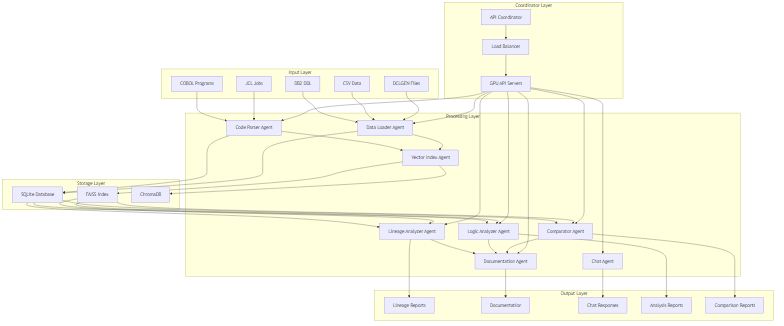 Coordinator Layer
API Coordinator
Load Balancer
GPU API Servers
Input Layer
COBOL Programs
JCL Jobs
DB2 DDL
CSV Data
DCLGEN Files
Processing Layer
Code Parser Agent
Data Loader Agent
Vector Index Agent
Storage Layer
SQLite Database
FAISS Index
ChromaDB
Lineage Analyzer Agent
Logic Analyzer Agent
Comparator Agent
Documentation Agent
Chat Agent
Output Layer
Lineage Reports
Documentation
Chat Responses
Analysis Reports
Comparison Reports